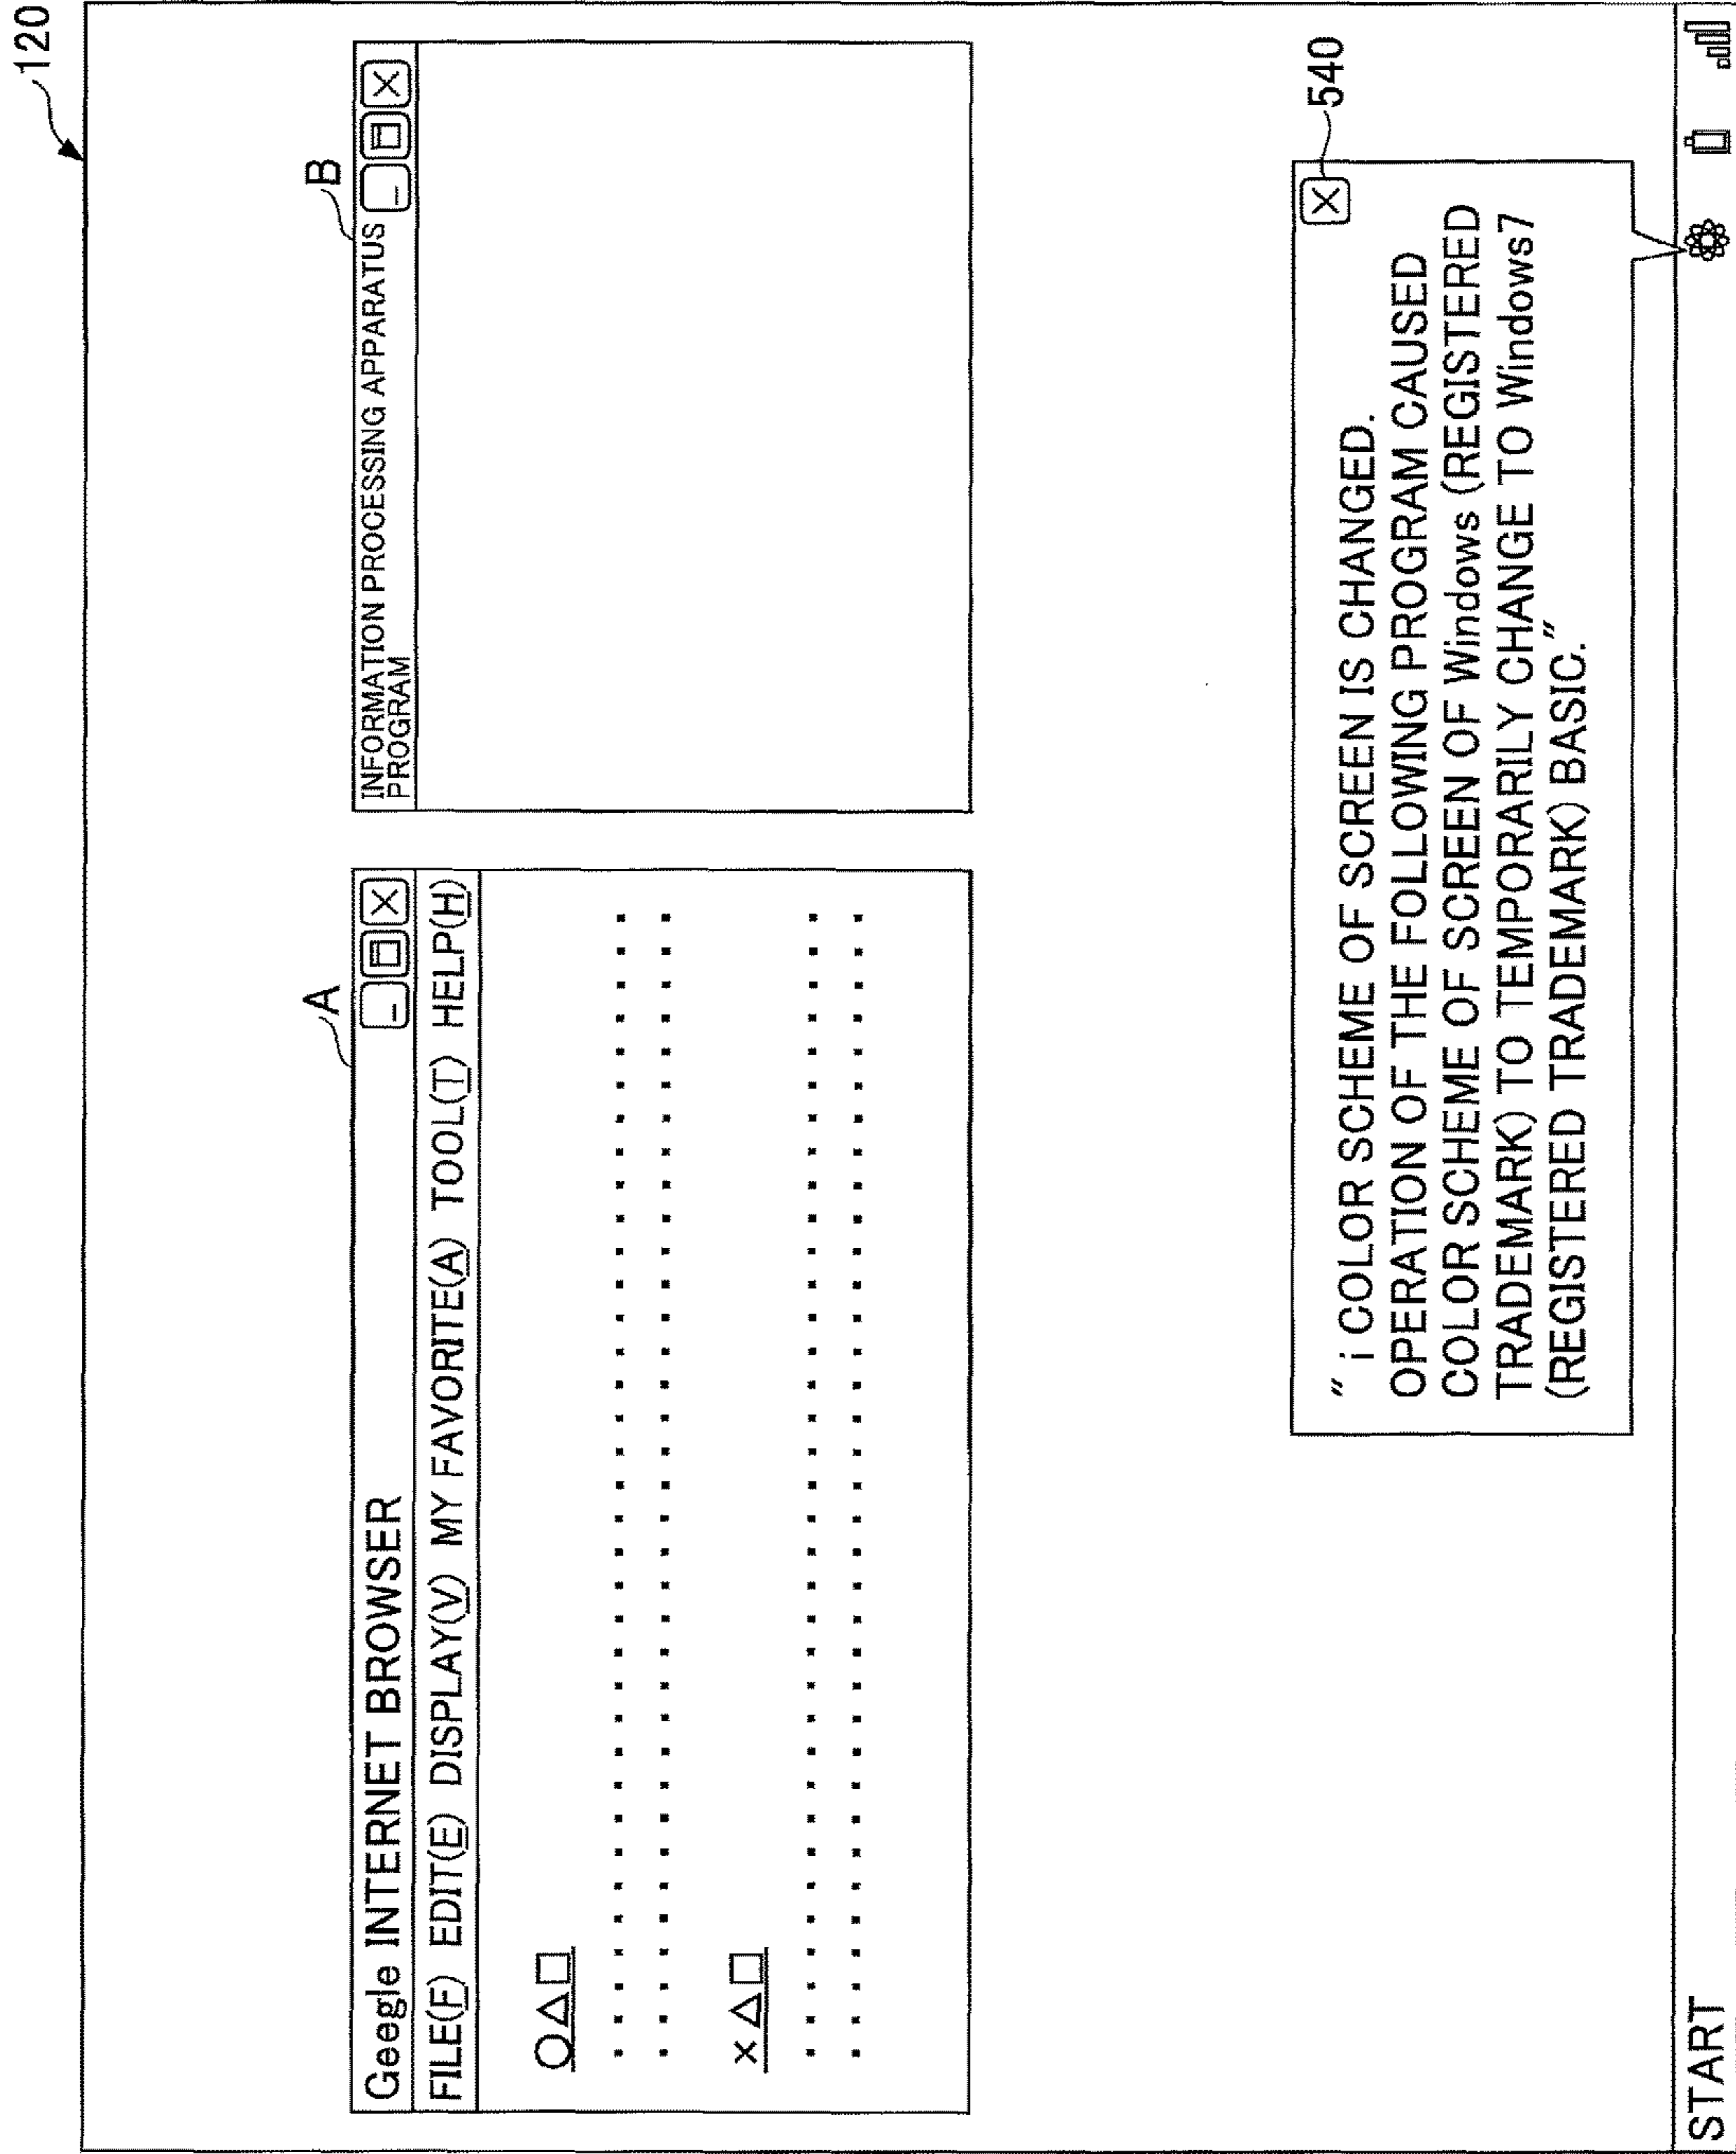 120
A
Geegle INTERNET BROWSER
FILE(F) EDIT(E) DISPLAY(V) MY FAVORITE(A) TOOL(T) HELP(H)
○△□
×△□
B
INFORMATION PROCESSING APPARATUS
PROGRAM
540
" i COLOR SCHEME OF SCREEN IS CHANGED.
OPERATION OF THE FOLLOWING PROGRAM CAUSED
COLOR SCHEME OF SCREEN OF Windows (REGISTERED
TRADEMARK) TO TEMPORARILY CHANGE TO Windows7
(REGISTERED TRADEMARK) BASIC."
START